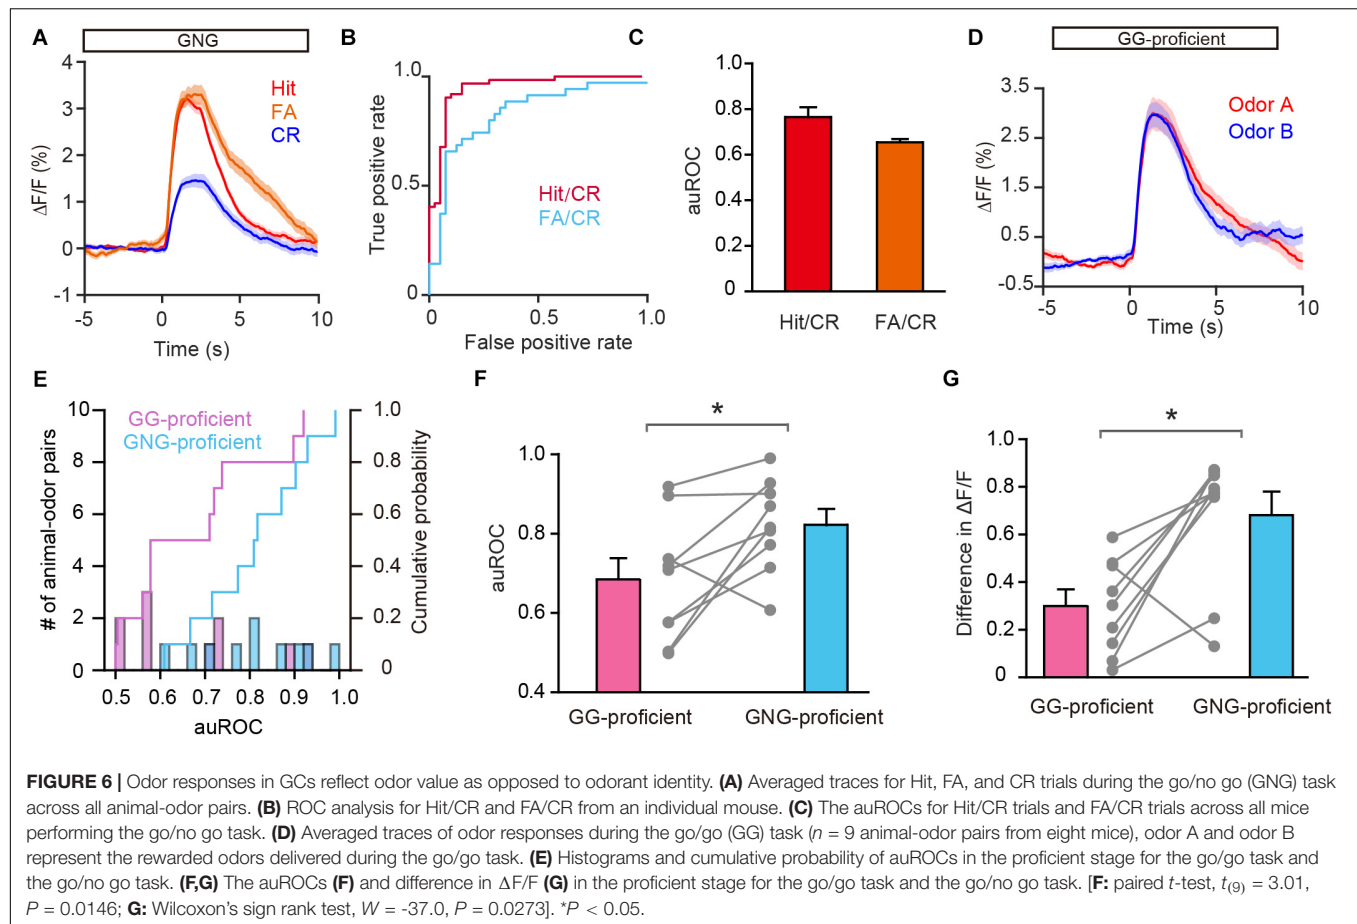 A
GNG
4
3
2
1
0
-1
ΔF/F (%)
Hit
FA
CR
-5 0 5 10
Time (s)
B
1.0
0.5
0
True positive rate
Hit/CR
FA/CR
0 0.5 1.0
False positive rate
C
0.8
0.6
0.4
0.2
0
auROC
Hit/CR FA/CR
D
GG-proficient
3.5
2.5
1.5
0.5
-0.5
ΔF/F (%)
Odor A
Odor B
-5 0 5 10
Time (s)
E
10
8
6
4
2
0
# of animal-odor pairs
GG-proficient
GNG-proficient
1.0
0.8
0.6
0.4
0.2
0
Cumulative probability
0.5 0.6 0.7 0.8 0.9 1.0
auROC
F
*
1.0
0.8
0.6
0.4
auROC
GG-proficient GNG-proficient
G
*
1.0
0.8
0.6
0.4
0.2
0
Difference in ΔF/F
GG-proficient GNG-proficient
FIGURE 6 | Odor responses in GCs reflect odor value as opposed to odorant identity. (A) Averaged traces for Hit, FA, and CR trials during the go/no go (GNG) task
across all animal-odor pairs. (B) ROC analysis for Hit/CR and FA/CR from an individual mouse. (C) The auROCs for Hit/CR trials and FA/CR trials across all mice
performing the go/no go task. (D) Averaged traces of odor responses during the go/go (GG) task (n = 9 animal-odor pairs from eight mice), odor A and odor B
represent the rewarded odors delivered during the go/go task. (E) Histograms and cumulative probability of auROCs in the proficient stage for the go/go task and
the go/no go task. (F,G) The auROCs (F) and difference in ΔF/F (G) in the proficient stage for the go/go task and the go/no go task. [F: paired t-test, t(9) = 3.01,
P = 0.0146; G: Wilcoxon's sign rank test, W = -37.0, P = 0.0273]. *P < 0.05.